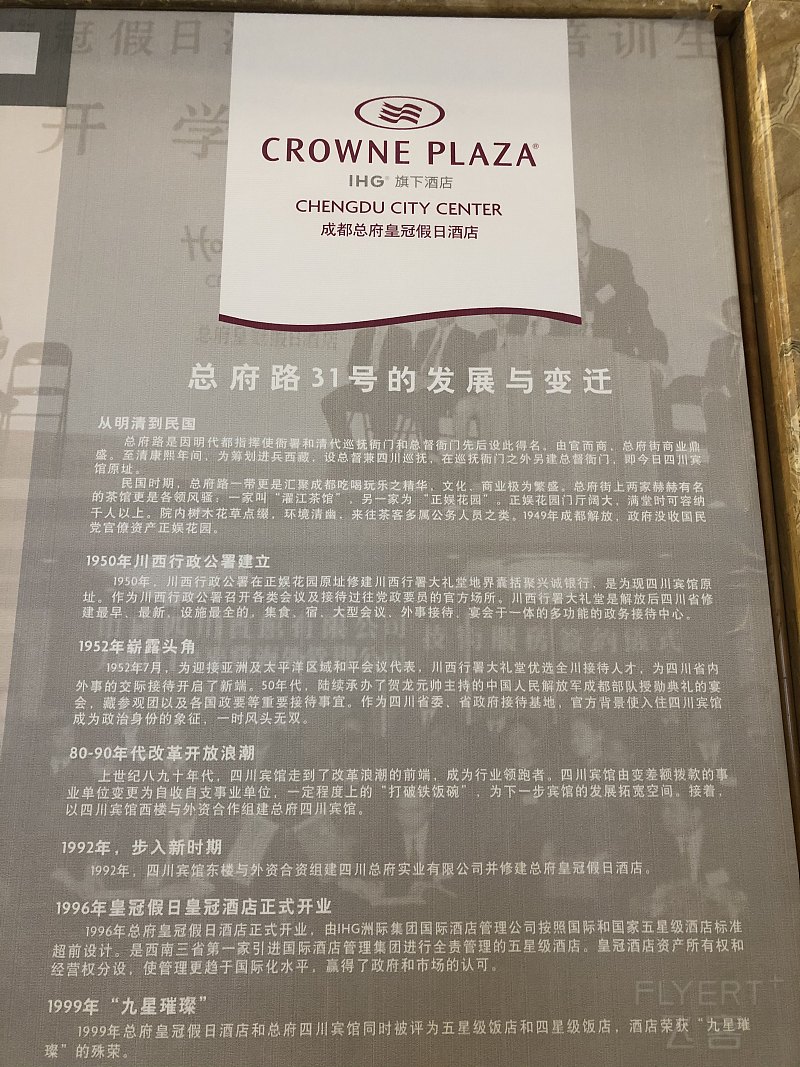 冠假日酒
培训生
开 学
CROWNE PLAZA®
IHG® 旗下酒店
CHENGDU CITY CENTER
成都总府皇冠假日酒店
总府皇冠假日酒店
总府路31号的发展与变迁
从明清到民国
总府路是因明代都指挥使衙署和清代巡抚衙门和总督衙门先后设此得名。由官而商，总府街商业鼎
盛。至清康熙年间，为筹划进兵西藏，设总督兼四川巡抚，在巡抚衙门之外另建总督衙门，即今日四川宾
馆原址。
民国时期，总府路一带更是汇聚成都吃喝玩乐之精华，文化、商业极为繁盛。总府街上两家赫赫有名
的茶馆更是各领风骚：一家叫“濯江茶馆”，另一家为“正娱花园”。正娱花园门厅阔大，满堂时可容纳
千人以上。院内树木花草点缀，环境清幽，来往茶客多属公务人员之类。1949年成都解放，政府没收国民
党官僚资产正娱花园。
1950年川西行政公署建立
1950年，川西行政公署在正娱花园原址修建川西行署大礼堂地界囊括聚兴诚银行，是为现四川宾馆原
址。作为川西行政公署召开各类会议及接待过往党政要员的官方场所。川西行署大礼堂是解放后四川省修
建最早、最新、设施最全的，集食、宿、大型会议、外事接待、宴会于一体的多功能的政务接待中心。
1952年崭露头角
1952年7月，为迎接亚洲及太平洋区域和平会议代表，川西行署大礼堂优选全川接待人才，为四川省内
外事的交际接待开启了新端。50年代，陆续承办了贺龙元帅主持的中国人民解放军成都部队授勋典礼的宴
会，藏参观团以及各国政要等重要接待事宜。作为四川省委、省政府接待基地，官方背景使入住四川宾馆
成为政治身份的象征，一时风头无双。
80-90年代改革开放浪潮
上世纪八九十年代，四川宾馆走到了改革浪潮的前端，成为行业领跑者。四川宾馆由变差额拨款的事
业单位变更为自收自支事业单位，一定程度上的“打破铁饭碗”，为下一步宾馆的发展拓宽空间。接着，
以四川宾馆西楼与外资合作组建总府四川宾馆。
1992年，步入新时期
1992年，四川宾馆东楼与外资合资组建四川总府实业有限公司并修建总府皇冠假日酒店。
1996年皇冠假日皇冠酒店正式开业
1996年总府皇冠假日酒店正式开业，由IHG洲际集团国际酒店管理公司按照国际和国家五星级酒店标准
超前设计。是西南三省第一家引进国际酒店管理集团进行全责管理的五星级酒店。皇冠酒店资产所有权和
经营权分设，使管理更趋于国际化水平，赢得了政府和市场的认可。
1999年“九星璀璨”
1999年总府皇冠假日酒店和总府四川宾馆同时被评为五星级饭店和四星级饭店，酒店荣获“九星璀
璨”的殊荣。
FLYERT+